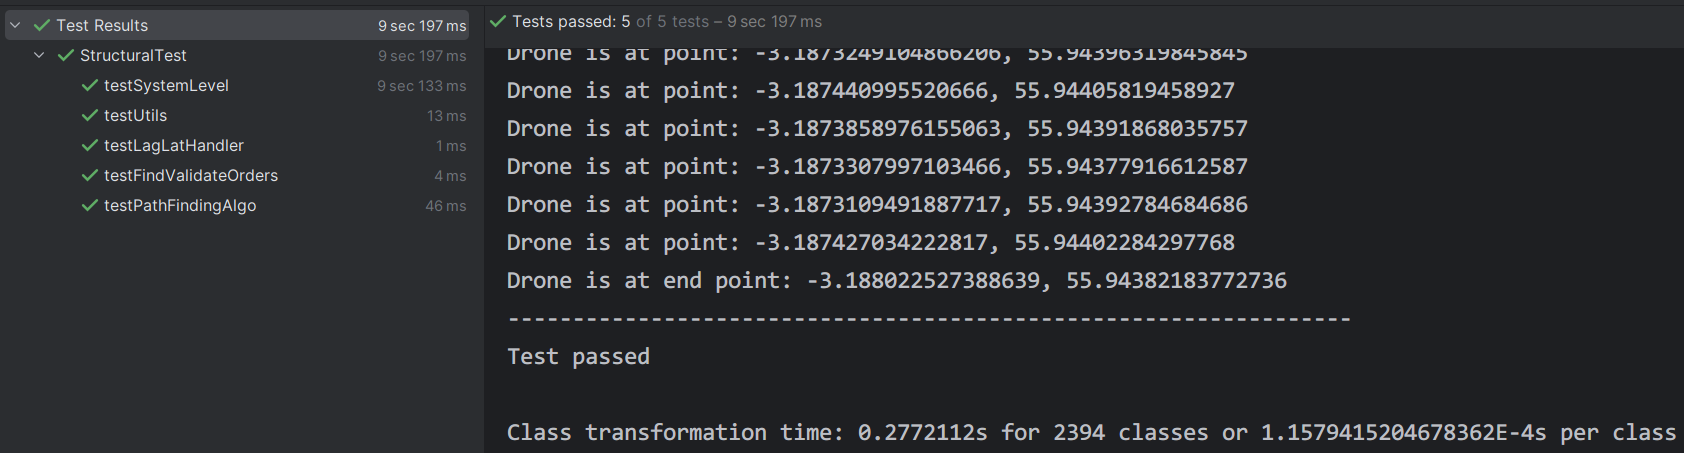 Test Results 9 sec 197 ms
StructuralTest 9 sec 197 ms
testSystemLevel 9 sec 133 ms
testUtils 13 ms
testLagLatHandler 1 ms
testFindValidateOrders 4 ms
testPathFindingAlgo 46 ms
Tests passed: 5 of 5 tests – 9 sec 197 ms
Drone is at point: -3.1873249104866206, 55.94396319845845
Drone is at point: -3.187440995520666, 55.94405819458927
Drone is at point: -3.1873858976155063, 55.94391868035757
Drone is at point: -3.1873307997103466, 55.94377916612587
Drone is at point: -3.1873109491887717, 55.94392784684686
Drone is at point: -3.187427034222817, 55.94402284297768
Drone is at end point: -3.188022527388639, 55.94382183772736
-----------------------------------------------------------------
Test passed
Class transformation time: 0.2772112s for 2394 classes or 1.1579415204678362E-4s per class